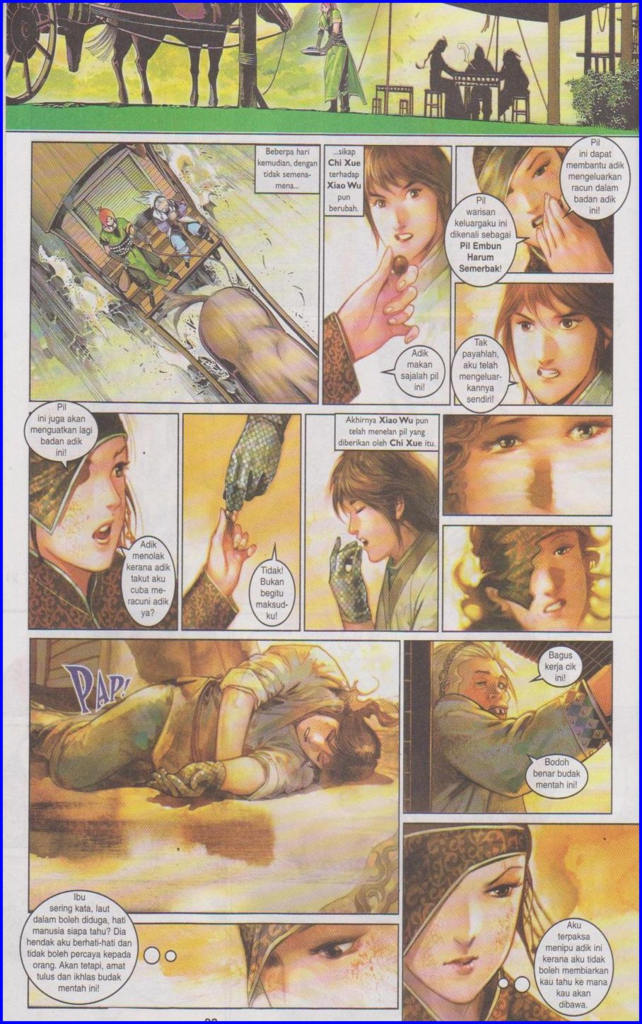 Beberpa hari
kemudian, dengan
tidak semena-
mena...
...sikap
Chi Xue
terhadap
Xiao Wu
pun
berubah.
Adik
makan
sajalah pil
ini!
Pil
ini dapat
membantu adik
mengeluarkan
racun dalam
badan adik
ini!
Pil
warisan
keluargaku ini
dikenali sebagai
Pil Embun
Harum
Semerbak!
Tak
payahlah,
aku telah
mengeluar-
kannya
sendiri!
Pil
ini juga akan
menguatkan lagi
badan adik
ini!
Adik
menolak
kerana adik
takut aku
cuba me-
racuni adik
ya?
Tidak!
Bukan
begitu
maksud-
ku!
Akhirnya Xiao Wu pun
telah menelan pil yang
diberikan oleh Chi Xue itu.
PAP!
Bagus
kerja cik
ini!
Bodoh
benar budak
mentah ini!
Ibu
sering kata, laut
dalam boleh diduga, hati
manusia siapa tahu? Dia
hendak aku berhati-hati dan
tidak boleh percaya kepada
orang. Akan tetapi, amat
tulus dan ikhlas budak
mentah ini!
Aku
terpaksa
menipu adik ini
kerana aku tidak
boleh membiarkan
kau tahu ke mana
kau akan
dibawa.